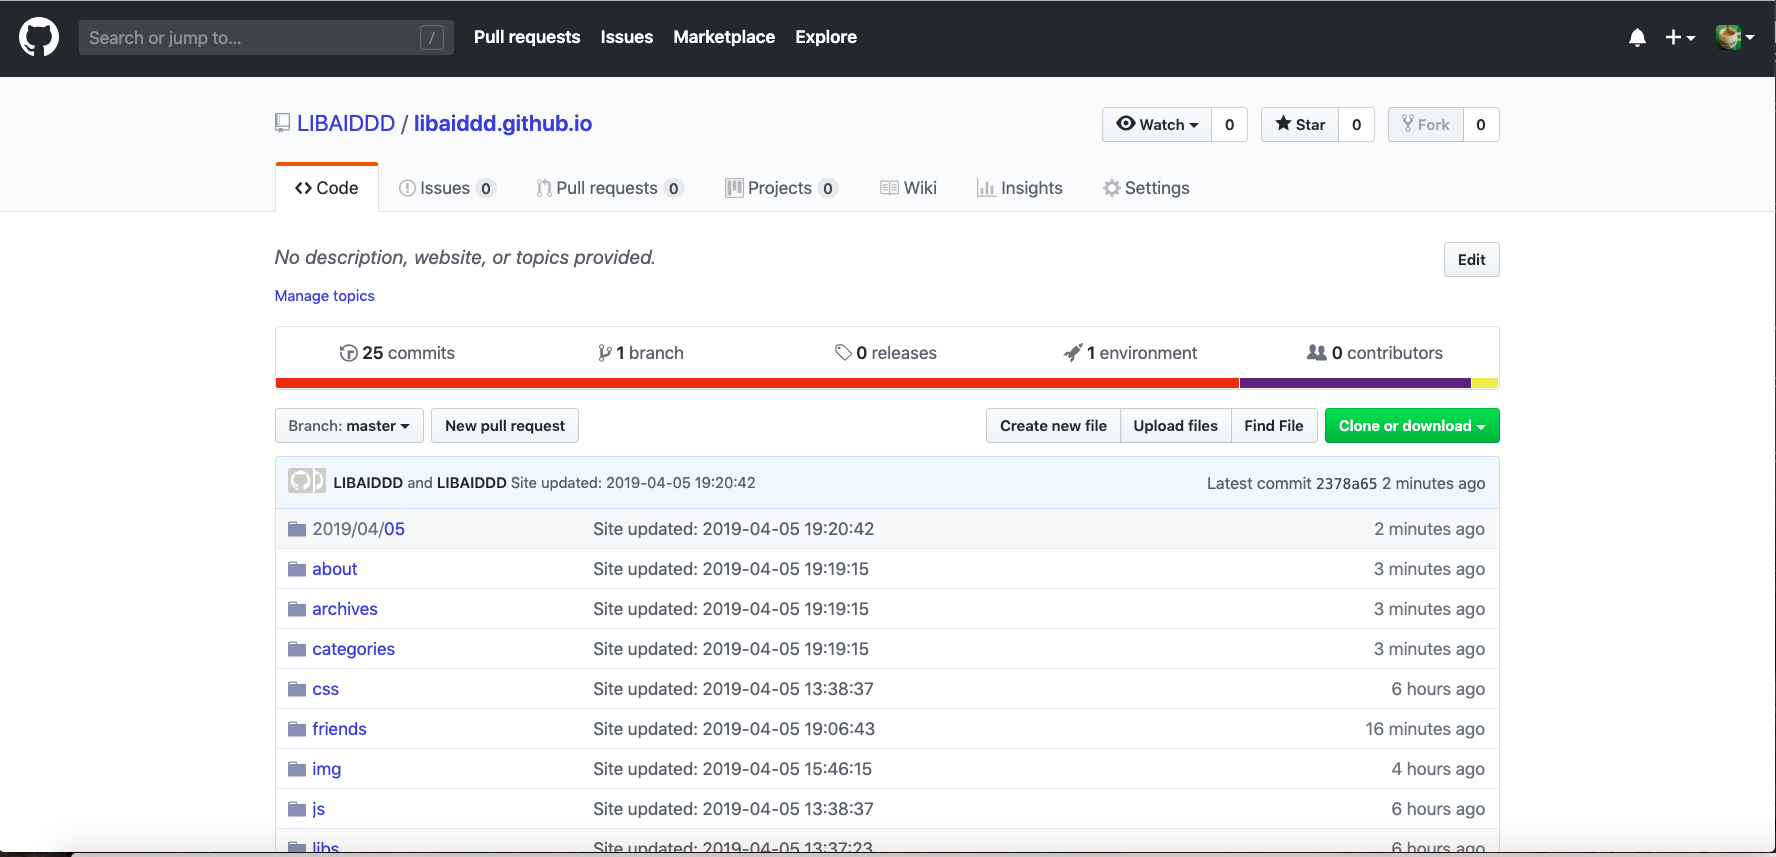 Search or jump to... / Pull requests Issues Marketplace Explore
LIBAIDDD / libaiddd.github.io Watch 0 Star 0 Fork 0
Code Issues 0 Pull requests 0 Projects 0 Wiki Insights Settings
No description, website, or topics provided. Edit
Manage topics
25 commits 1 branch 0 releases 1 environment 0 contributors
Branch: master New pull request Create new file Upload files Find File Clone or download
LIBAIDDD and LIBAIDDD Site updated: 2019-04-05 19:20:42 Latest commit 2378a65 2 minutes ago
2019/04/05 Site updated: 2019-04-05 19:20:42 2 minutes ago
about Site updated: 2019-04-05 19:19:15 3 minutes ago
archives Site updated: 2019-04-05 19:19:15 3 minutes ago
categories Site updated: 2019-04-05 19:19:15 3 minutes ago
css Site updated: 2019-04-05 13:38:37 6 hours ago
friends Site updated: 2019-04-05 19:06:43 16 minutes ago
img Site updated: 2019-04-05 15:46:15 4 hours ago
js Site updated: 2019-04-05 13:38:37 6 hours ago
libs Site updated: 2019-04-05 13:37:23 6 hours ago